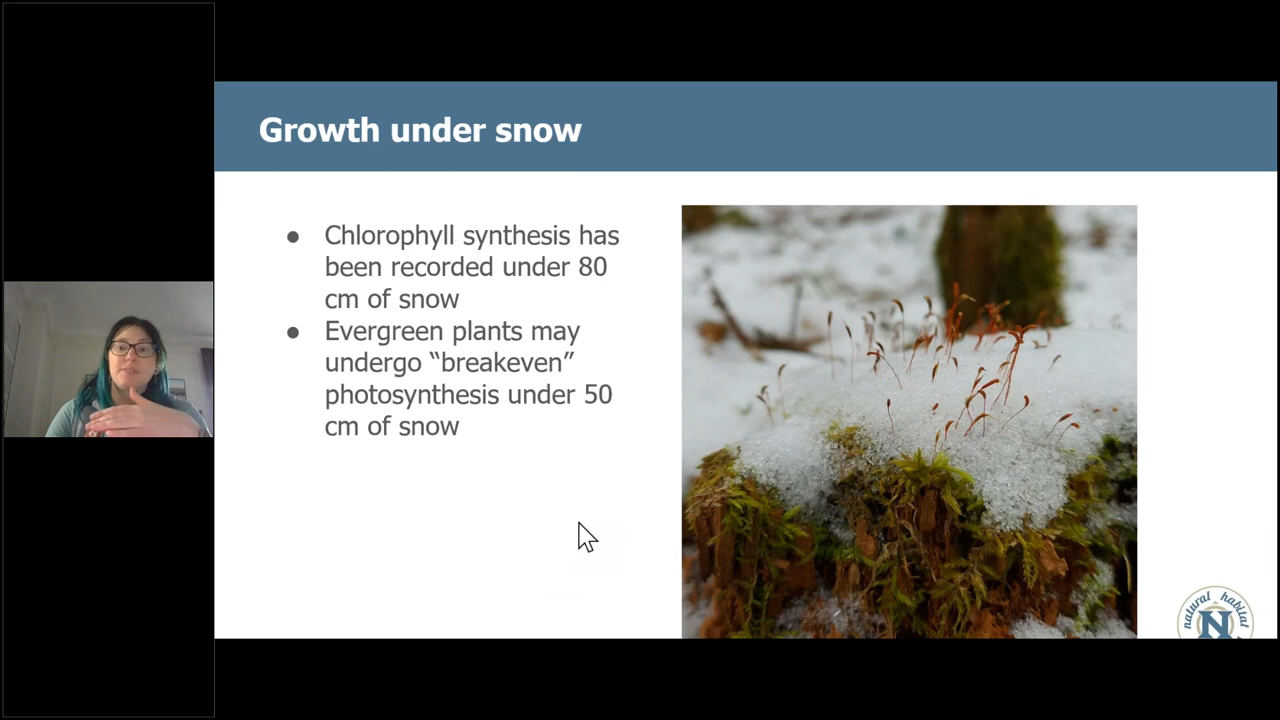 Growth under snow
● Chlorophyll synthesis has
been recorded under 80
cm of snow
● Evergreen plants may
undergo “breakeven”
photosynthesis under 50
cm of snow
natural habitat
N